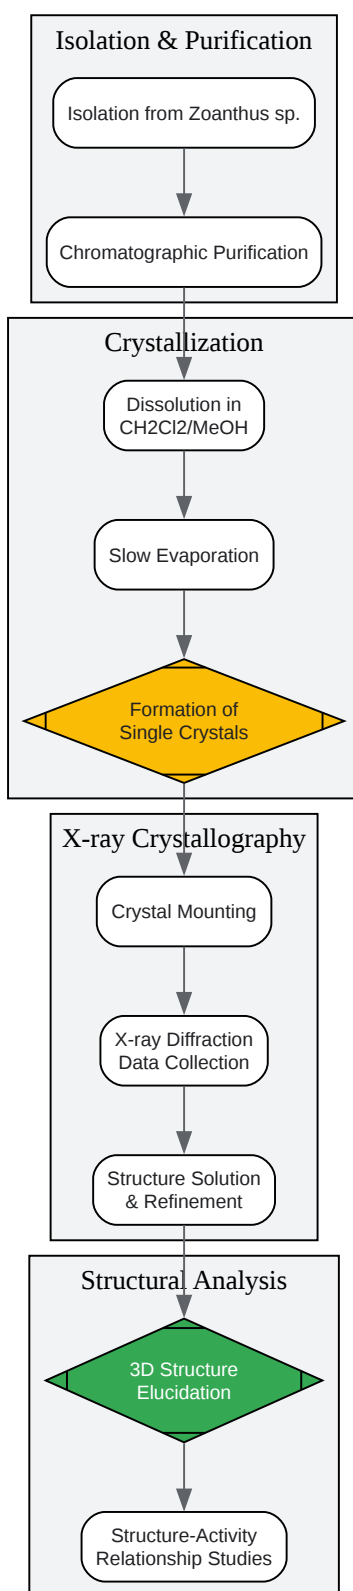 Isolation & Purification
Isolation from Zoanthus sp.
Chromatographic Purification
Crystallization
Dissolution in
CH2Cl2/MeOH
Slow Evaporation
Formation of
Single Crystals
X-ray Crystallography
Crystal Mounting
X-ray Diffraction
Data Collection
Structure Solution
& Refinement
Structural Analysis
3D Structure
Elucidation
Structure-Activity
Relationship Studies